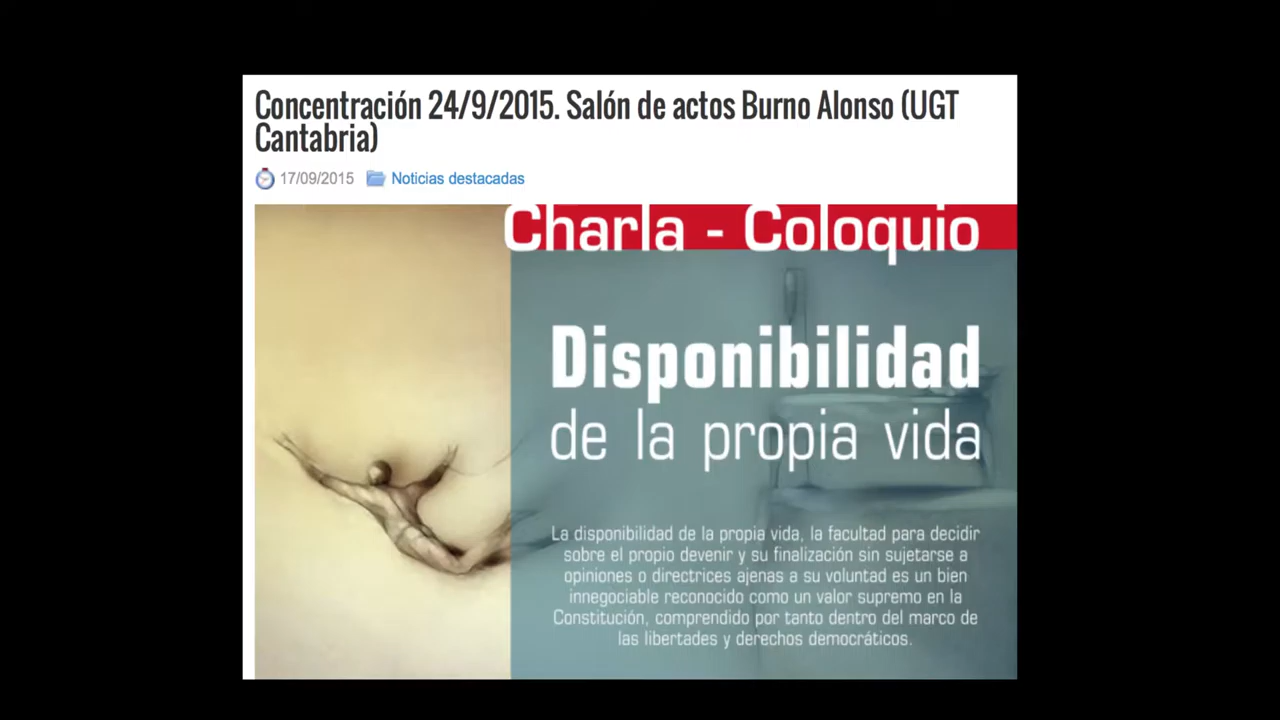 Concentración 24/9/2015. Salón de actos Burno Alonso (UGT
Cantabria)
17/09/2015 Noticias destacadas
Charla - Coloquio
Disponibilidad
de la propia vida
La disponibilidad de la propia vida, la facultad para decidir
sobre el propio devenir y su finalización sin sujetarse a
opiniones o directrices ajenas a su voluntad es un bien
innegociable reconocido como un valor supremo en la
Constitución, comprendido por tanto dentro del marco de
las libertades y derechos democráticos.